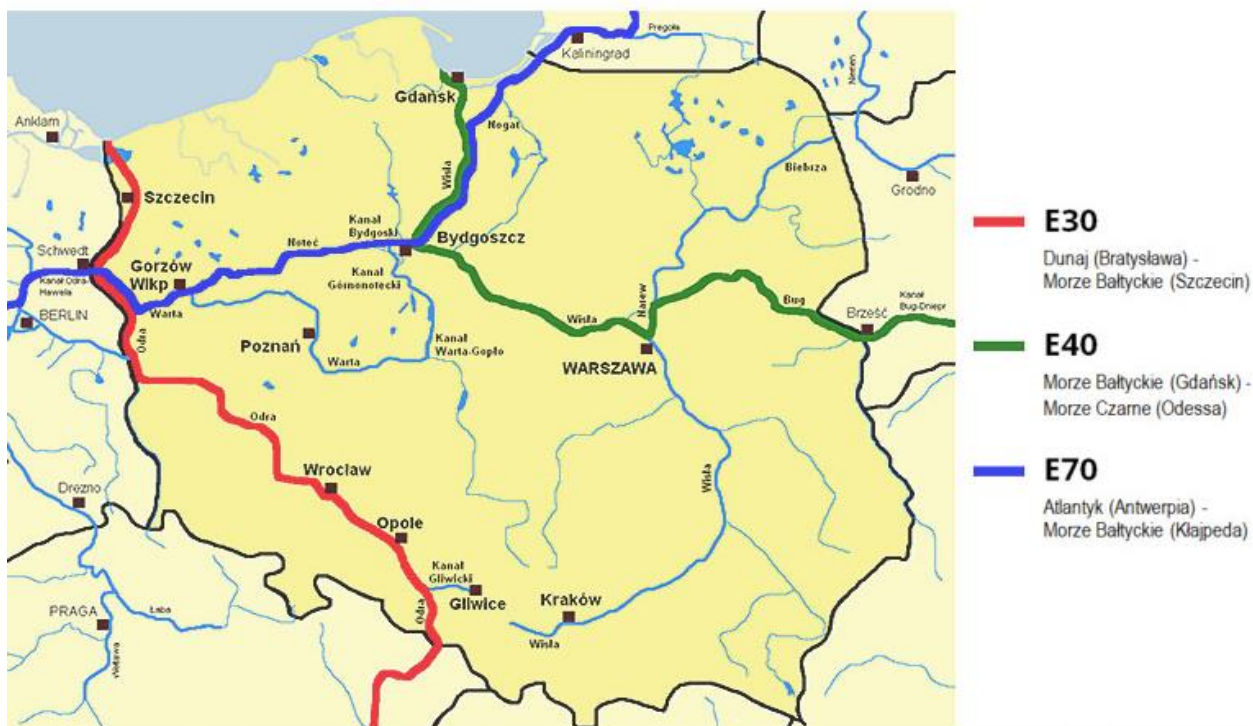 Kaliningrad
Pregoła
Niemen
Gdańsk
Anklam
Nogat
Wisła
Biebrza
Grodno
Szczecin
Kanał
Bydgoski
Bydgoszcz
Noteć
Schwedt
Gorzów
Wlkp
Kanał Odra-
Hawela
Warta
Kanał
Górnonotecki
BERLIN
Odra
Poznań
Warta
Kanał
Warta-Gopło
Wisła
Narew
WARSZAWA
Bug
Brześć
Kanał
Bug-Dniepr
Odra
Wrocław
Wisła
Drezno
Opole
Kanał
Gliwicki
Gliwice
Kraków
Odra
Wisła
PRAGA
Łaba
Wełtawa
E30
Dunaj (Bratysława) -
Morze Bałtyckie (Szczecin)
E40
Morze Bałtyckie (Gdańsk) -
Morze Czarne (Odessa)
E70
Atlantyk (Antwerpia) -
Morze Bałtyckie (Kłajpeda)